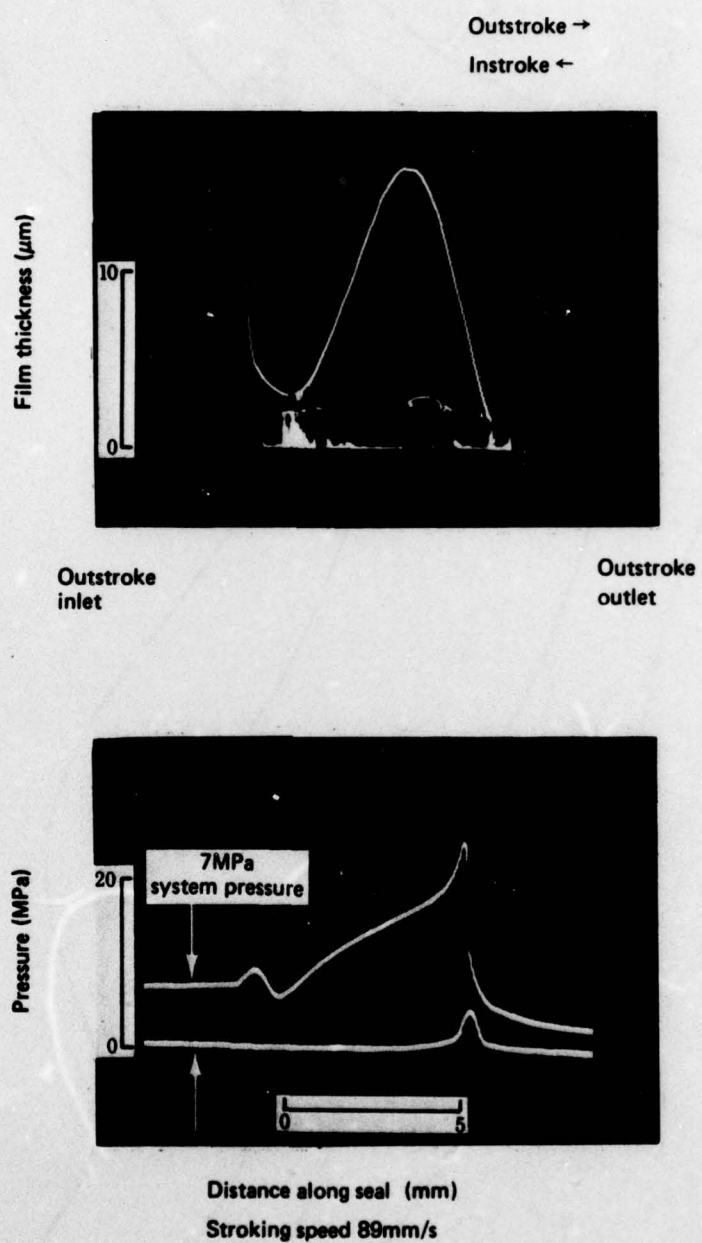 Outstroke →
Instroke ←
Film thickness (μm)
10
0
Outstroke
inlet
Outstroke
outlet
Pressure (MPa)
20
0
7MPa
system pressure
0
5
Distance along seal (mm)
Stroking speed 89mm/s